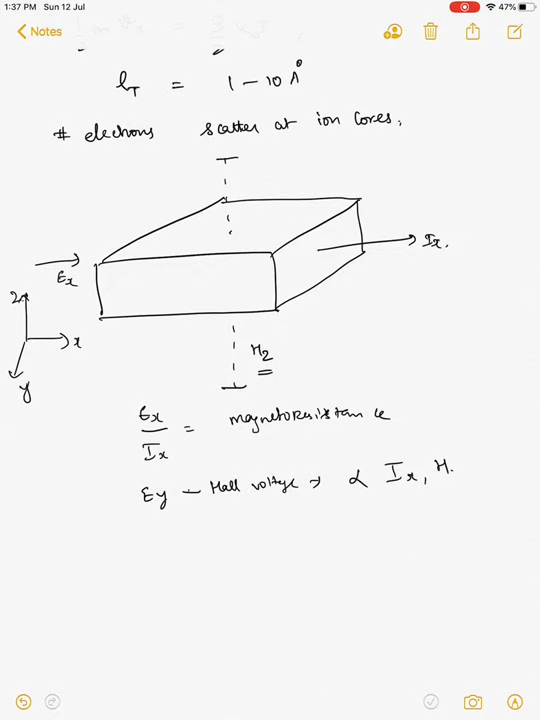 1:37 PM Sun 12 Jul
47%
Notes
l_T = 1 - 10 Å
# electrons scatter at ion cores,
Ex
Ix.
z
x
y
Hz
Ex
Ix = magnetoresistance
Ey - Hall voltage → ∝ Ix, H.